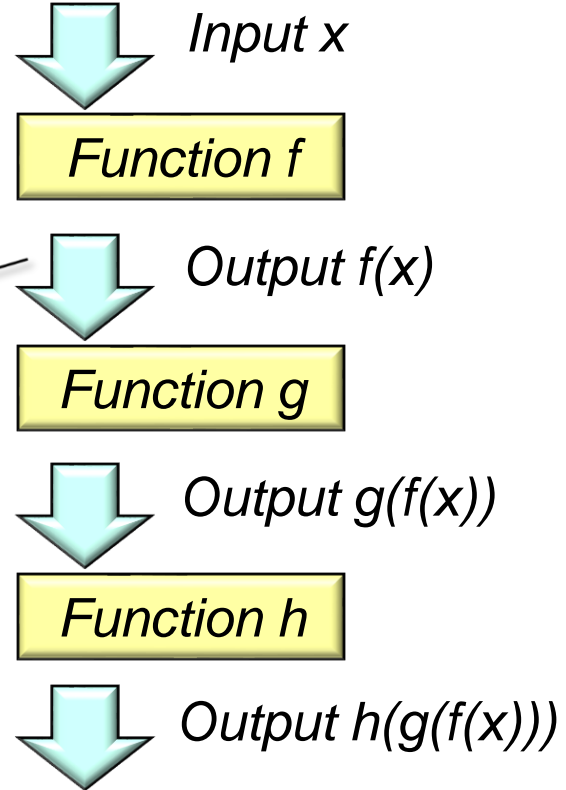 Input x
Function f
Output f(x)
Function g
Output g(f(x))
Function h
Output h(g(f(x)))